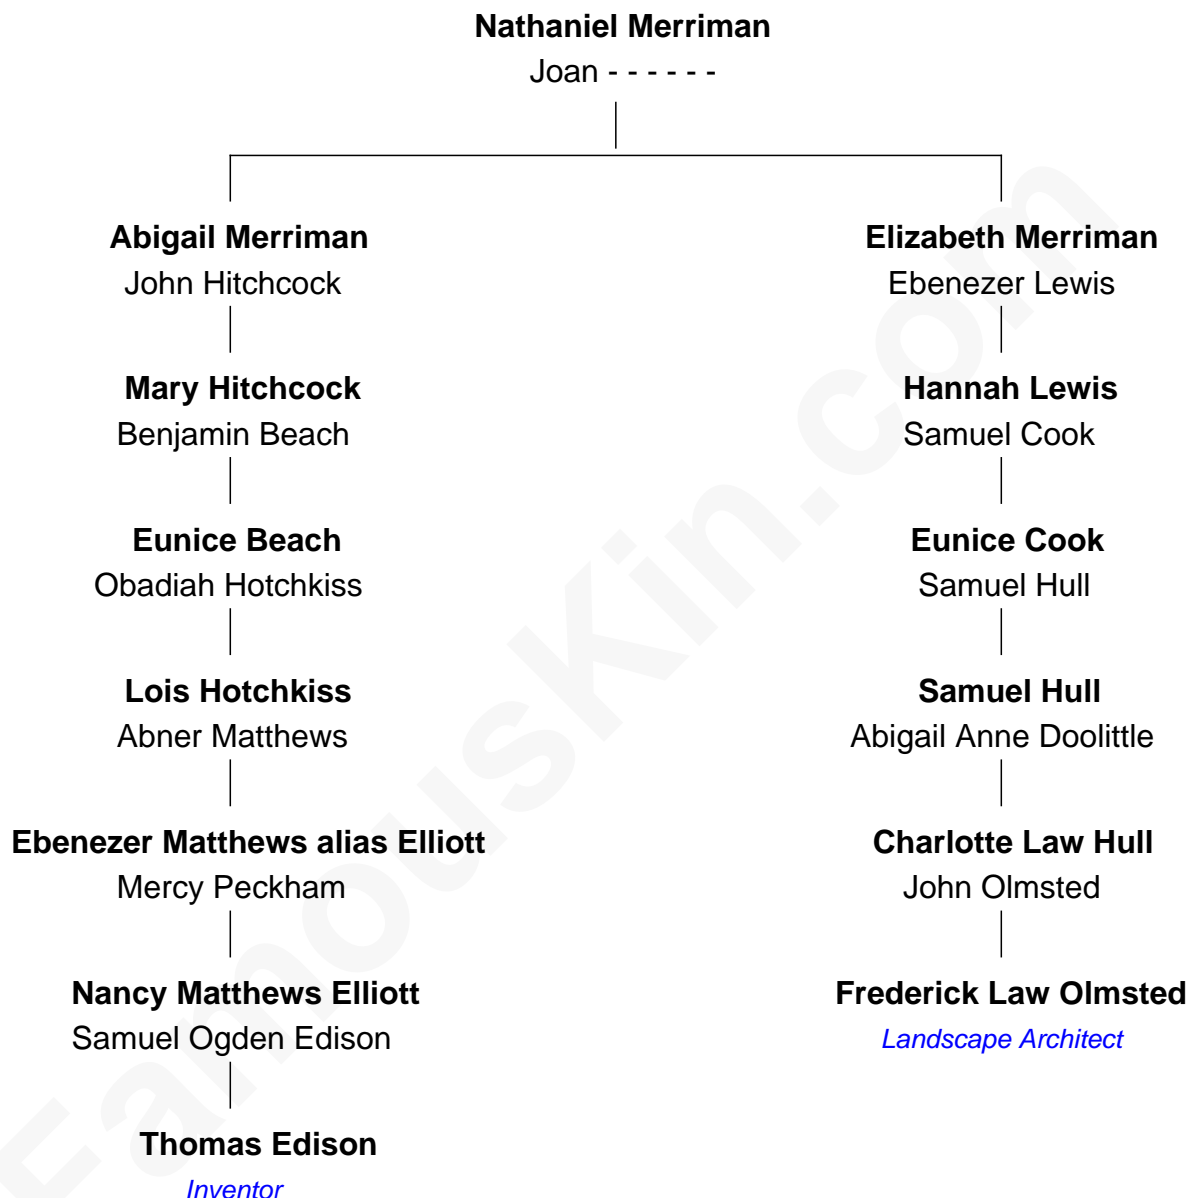 Nathaniel Merriman
Joan - - - - - -
Abigail Merriman
John Hitchcock
Elizabeth Merriman
Ebenezer Lewis
Mary Hitchcock
Benjamin Beach
Hannah Lewis
Samuel Cook
Eunice Beach
Obadiah Hotchkiss
Eunice Cook
Samuel Hull
Lois Hotchkiss
Abner Matthews
Samuel Hull
Abigail Anne Doolittle
Ebenezer Matthews alias Elliott
Mercy Peckham
Charlotte Law Hull
John Olmsted
Nancy Matthews Elliott
Samuel Ogden Edison
Frederick Law Olmsted
Landscape Architect
Thomas Edison
Inventor
FamousKin.com